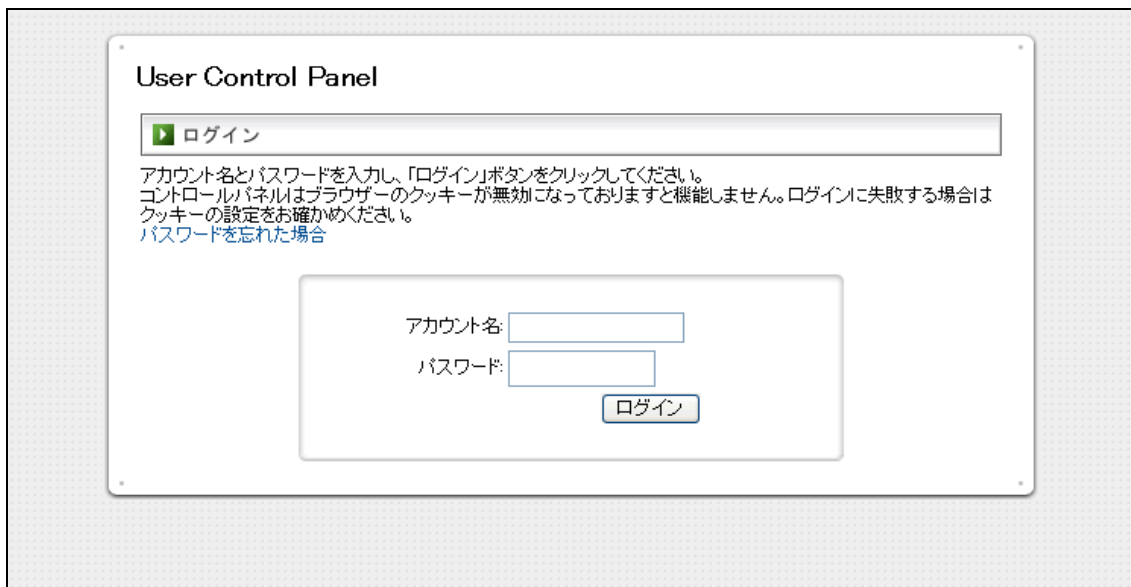 User Control Panel
ログイン
アカウント名とパスワードを入力し、「ログイン」ボタンをクリックしてください。
コントロールパネルはブラウザーのクッキーが無効になっておりますと機能しません。ログインに失敗する場合は
クッキーの設定をお確かめください。
パスワードを忘れた場合
アカウント名:
パスワード:
ログイン